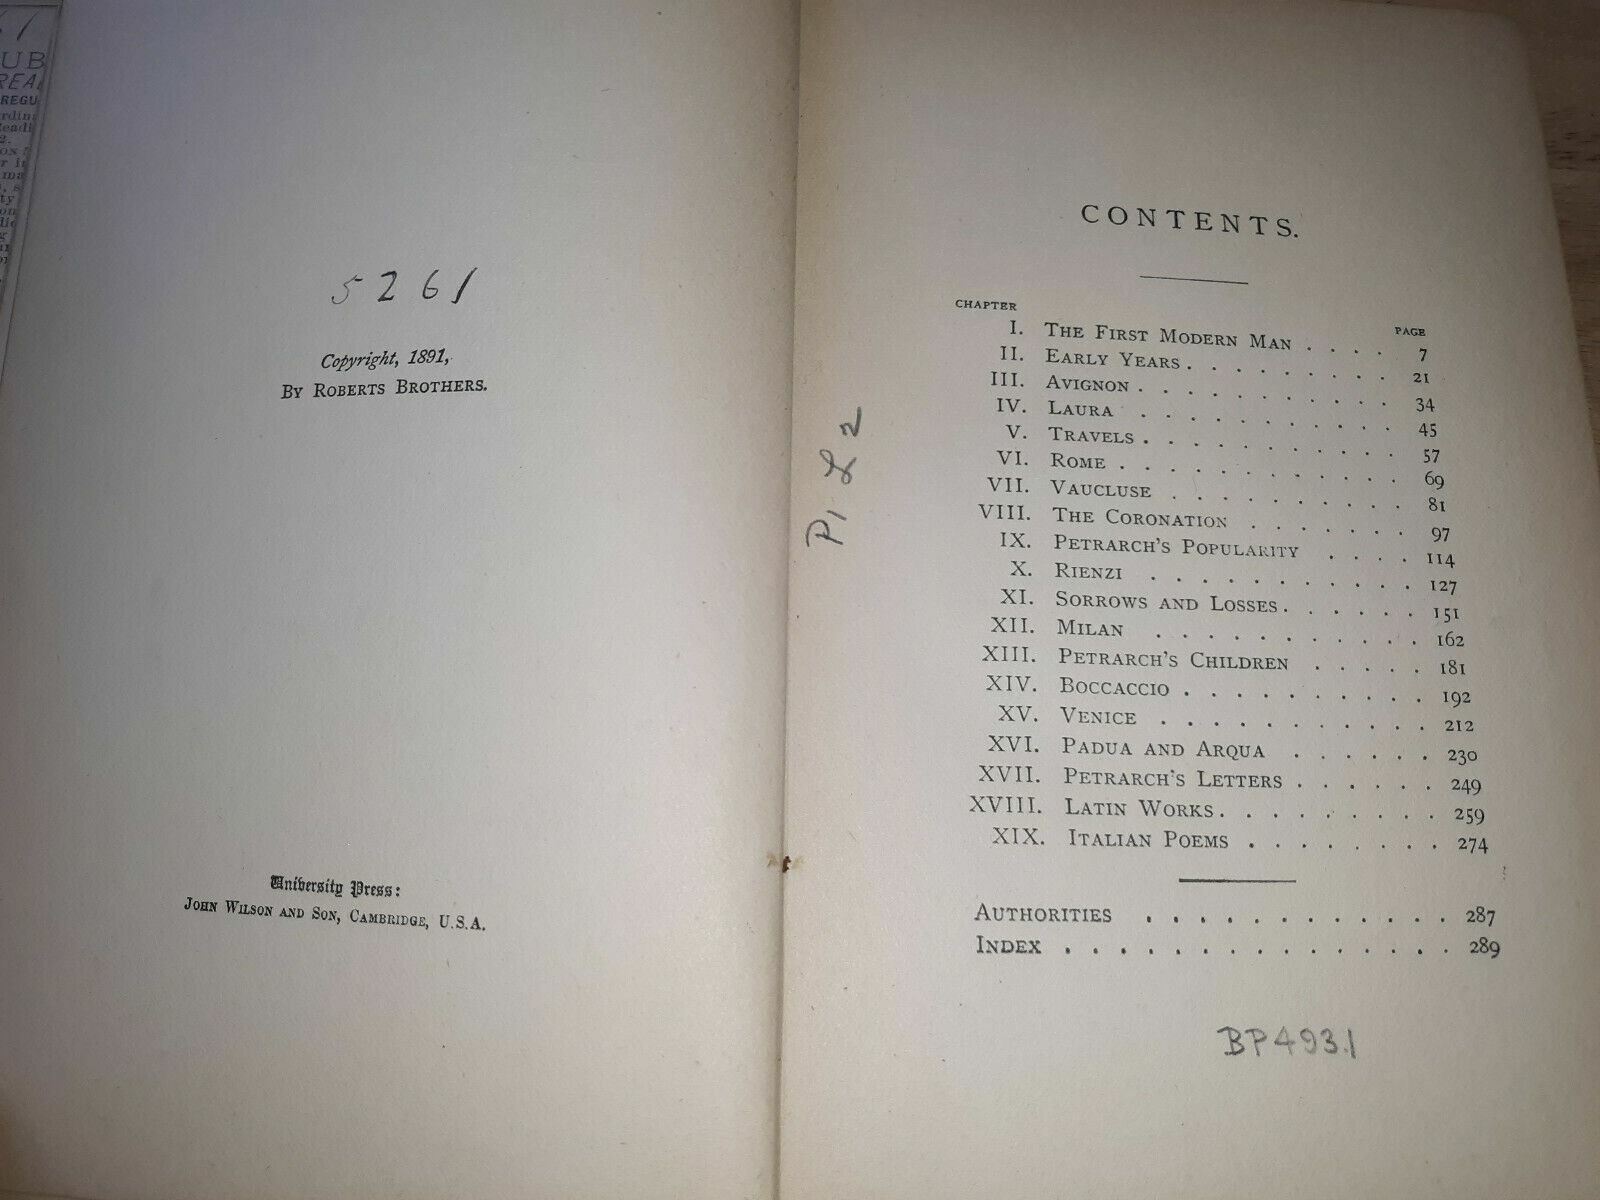 UB
REGU
5261
Copyright, 1891,
By Roberts Brothers.
University Press:
John Wilson and Son, Cambridge, U.S.A.
P1 & 2
CONTENTS.
CHAPTER PAGE
I. The First Modern Man . . . . 7
II. Early Years . . . . . . . . . 21
III. Avignon . . . . . . . . . . . 34
IV. Laura . . . . . . . . . . . 45
V. Travels . . . . . . . . . . . 57
VI. Rome . . . . . . . . . . . . 69
VII. Vaucluse . . . . . . . . . . 81
VIII. The Coronation . . . . . . . 97
IX. Petrarch's Popularity . . . . 114
X. Rienzi . . . . . . . . . . . 127
XI. Sorrows and Losses . . . . . . 151
XII. Milan . . . . . . . . . . . 162
XIII. Petrarch's Children . . . . . 181
XIV. Boccaccio . . . . . . . . . . 192
XV. Venice . . . . . . . . . . . 212
XVI. Padua and Arqua . . . . . . 230
XVII. Petrarch's Letters . . . . . . 249
XVIII. Latin Works . . . . . . . . . 259
XIX. Italian Poems . . . . . . . . 274
Authorities . . . . . . . . . . . . 287
Index . . . . . . . . . . . . . . . 289
BP493.1